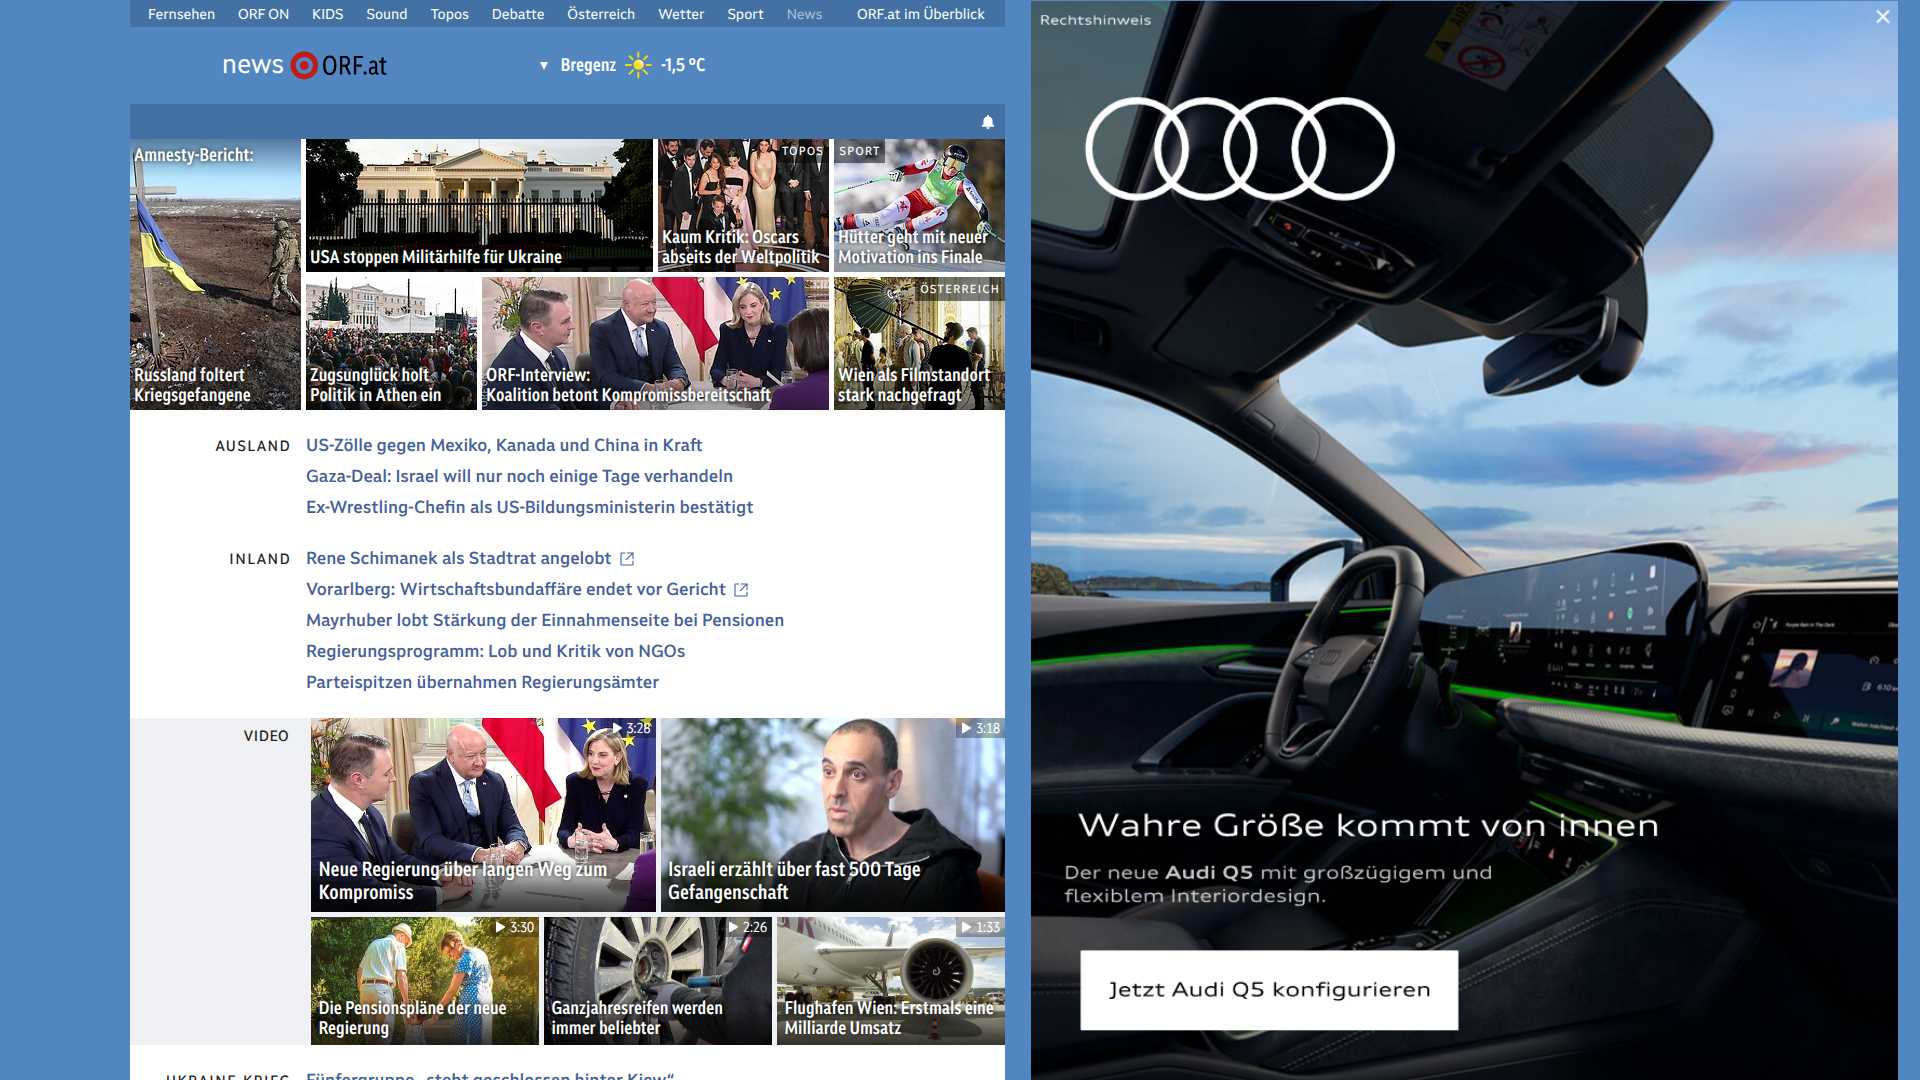 Fernsehen ORF ON KIDS Sound Topos Debatte Österreich Wetter Sport News ORF.at im Überblick
news ORF.at
Bregenz -1,5 °C
Amnesty-Bericht:
Russland foltert
Kriegsgefangene
USA stoppen Militärhilfe für Ukraine
TOPOS
Kaum Kritik: Oscars
abseits der Weltpolitik
SPORT
Hütter geht mit neuer
Motivation ins Finale
Zugsunglück holt
Politik in Athen ein
ORF-Interview:
Koalition betont Kompromissbereitschaft
ÖSTERREICH
Wien als Filmstandort
stark nachgefragt
AUSLAND
US-Zölle gegen Mexiko, Kanada und China in Kraft
Gaza-Deal: Israel will nur noch einige Tage verhandeln
Ex-Wrestling-Chefin als US-Bildungsministerin bestätigt
INLAND
Rene Schimanek als Stadtrat angelobt
Vorarlberg: Wirtschaftsbundaffäre endet vor Gericht
Mayrhuber lobt Stärkung der Einnahmenseite bei Pensionen
Regierungsprogramm: Lob und Kritik von NGOs
Parteispitzen übernahmen Regierungsämter
VIDEO
3:28
Neue Regierung über langen Weg zum
Kompromiss
3:18
Israeli erzählt über fast 500 Tage
Gefangenschaft
3:30
Die Pensionspläne der neue
Regierung
2:26
Ganzjahresreifen werden
immer beliebter
1:33
Flughafen Wien: Erstmals eine
Milliarde Umsatz
UKRAINE-KRIEG
Fünfergruppe „steht geschlossen hinter Kiew“
Rechtshinweis
Wahre Größe kommt von innen
Der neue Audi Q5 mit großzügigem und
flexiblem Interiordesign.
Jetzt Audi Q5 konfigurieren